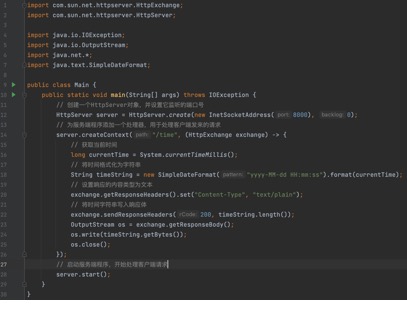 1 import com.sun.net.httpserver.HttpExchange;
2 import com.sun.net.httpserver.HttpServer;
3
4 import java.io.IOException;
5 import java.io.OutputStream;
6 import java.net.*;
7 import java.text.SimpleDateFormat;
8
9 public class Main {
10 public static void main(String[] args) throws IOException {
11 // 创建一个HttpServer对象，并设置它监听的端口号
12 HttpServer server = HttpServer.create(new InetSocketAddress( port: 8000), backlog: 0);
13 // 为服务端程序添加一个处理器，用于处理客户端发来的请求
14 server.createContext( path: "/time", (HttpExchange exchange) -> {
15 // 获取当前时间
16 long currentTime = System.currentTimeMillis();
17 // 将时间格式化为字符串
18 String timeString = new SimpleDateFormat( pattern: "yyyy-MM-dd HH:mm:ss").format(currentTime);
19 // 设置响应的内容类型为文本
20 exchange.getResponseHeaders().set("Content-Type", "text/plain");
21 // 将时间字符串写入响应体
22 exchange.sendResponseHeaders( rCode: 200, timeString.length());
23 OutputStream os = exchange.getResponseBody();
24 os.write(timeString.getBytes());
25 os.close();
26 });
27 // 启动服务端程序，开始处理客户端请求
28 server.start();
29 }
30 }